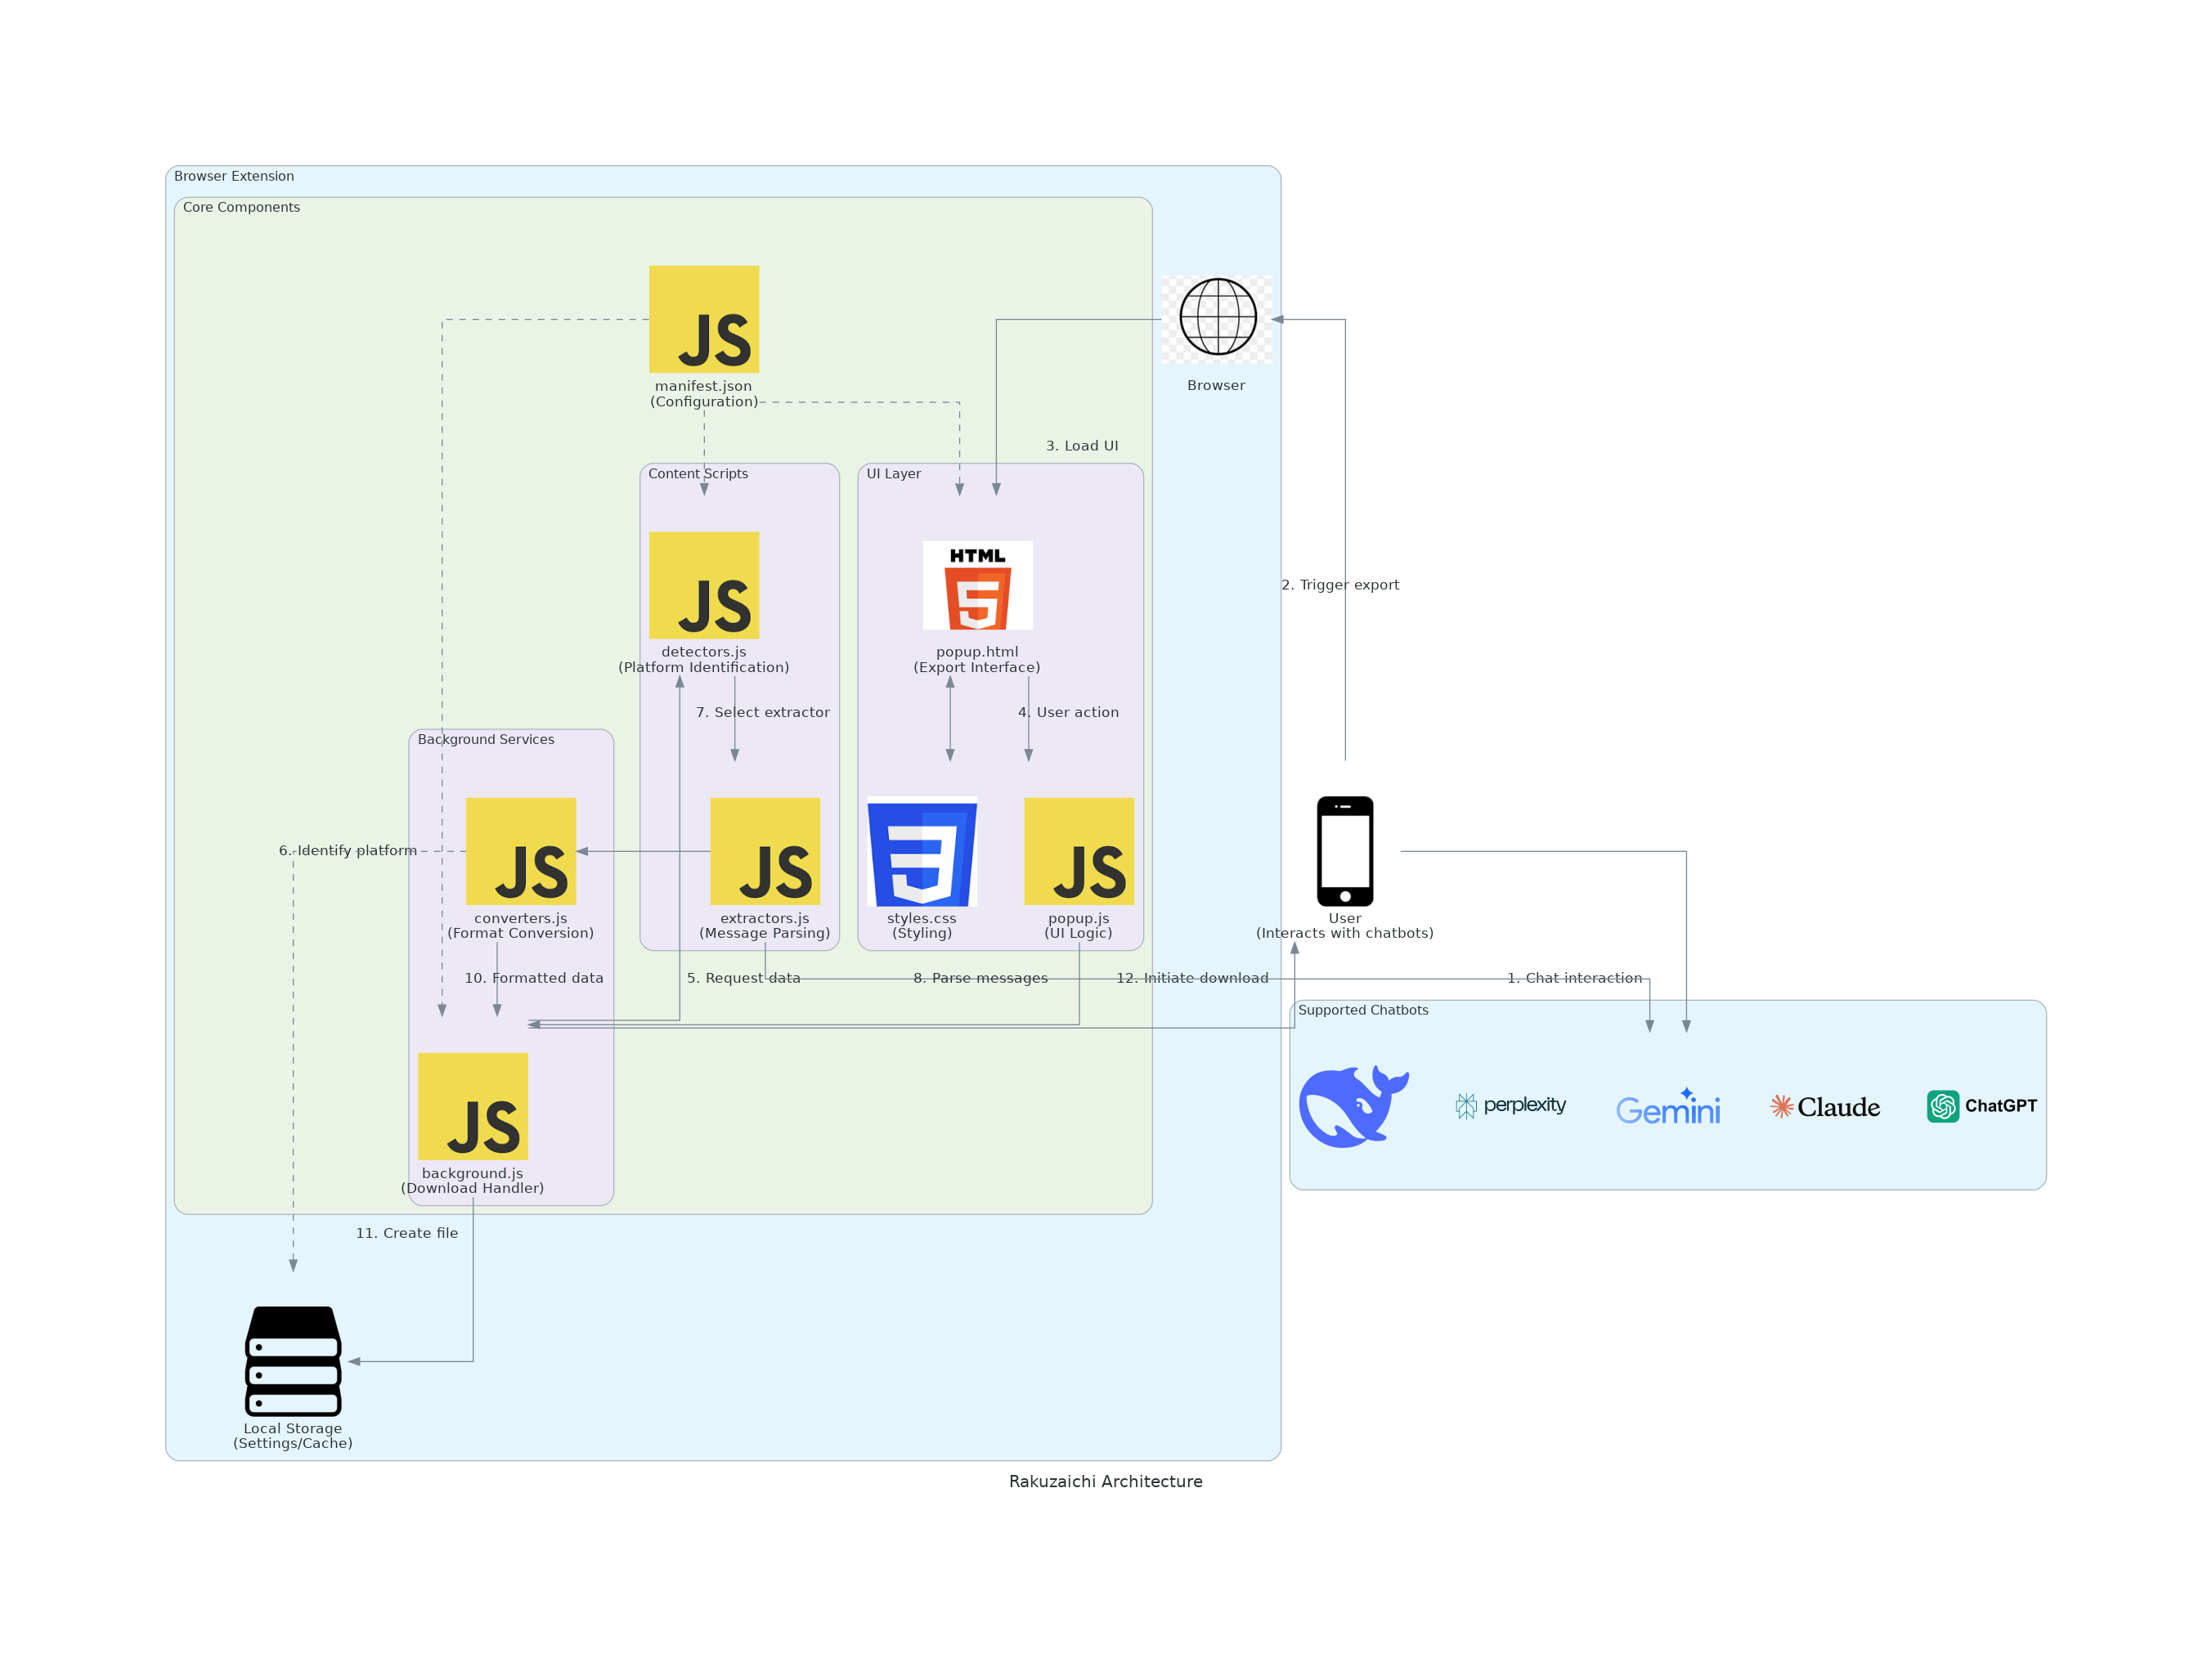 Browser Extension
Core Components
JS
manifest.json
(Configuration)
Browser
3. Load UI
Content Scripts
UI Layer
JS
HTML
5
2. Trigger export
detectors.js
(Platform Identification)
popup.html
(Export Interface)
7. Select extractor
4. User action
Background Services
JS
JS
3
JS
6. Identify platform
converters.js
(Format Conversion)
extractors.js
(Message Parsing)
styles.css
(Styling)
popup.js
(UI Logic)
User
(Interacts with chatbots)
10. Formatted data
5. Request data
8. Parse messages
12. Initiate download
1. Chat interaction
Supported Chatbots
JS
perplexity
Gemini
Claude
ChatGPT
background.js
(Download Handler)
11. Create file
Local Storage
(Settings/Cache)
Rakuzaichi Architecture